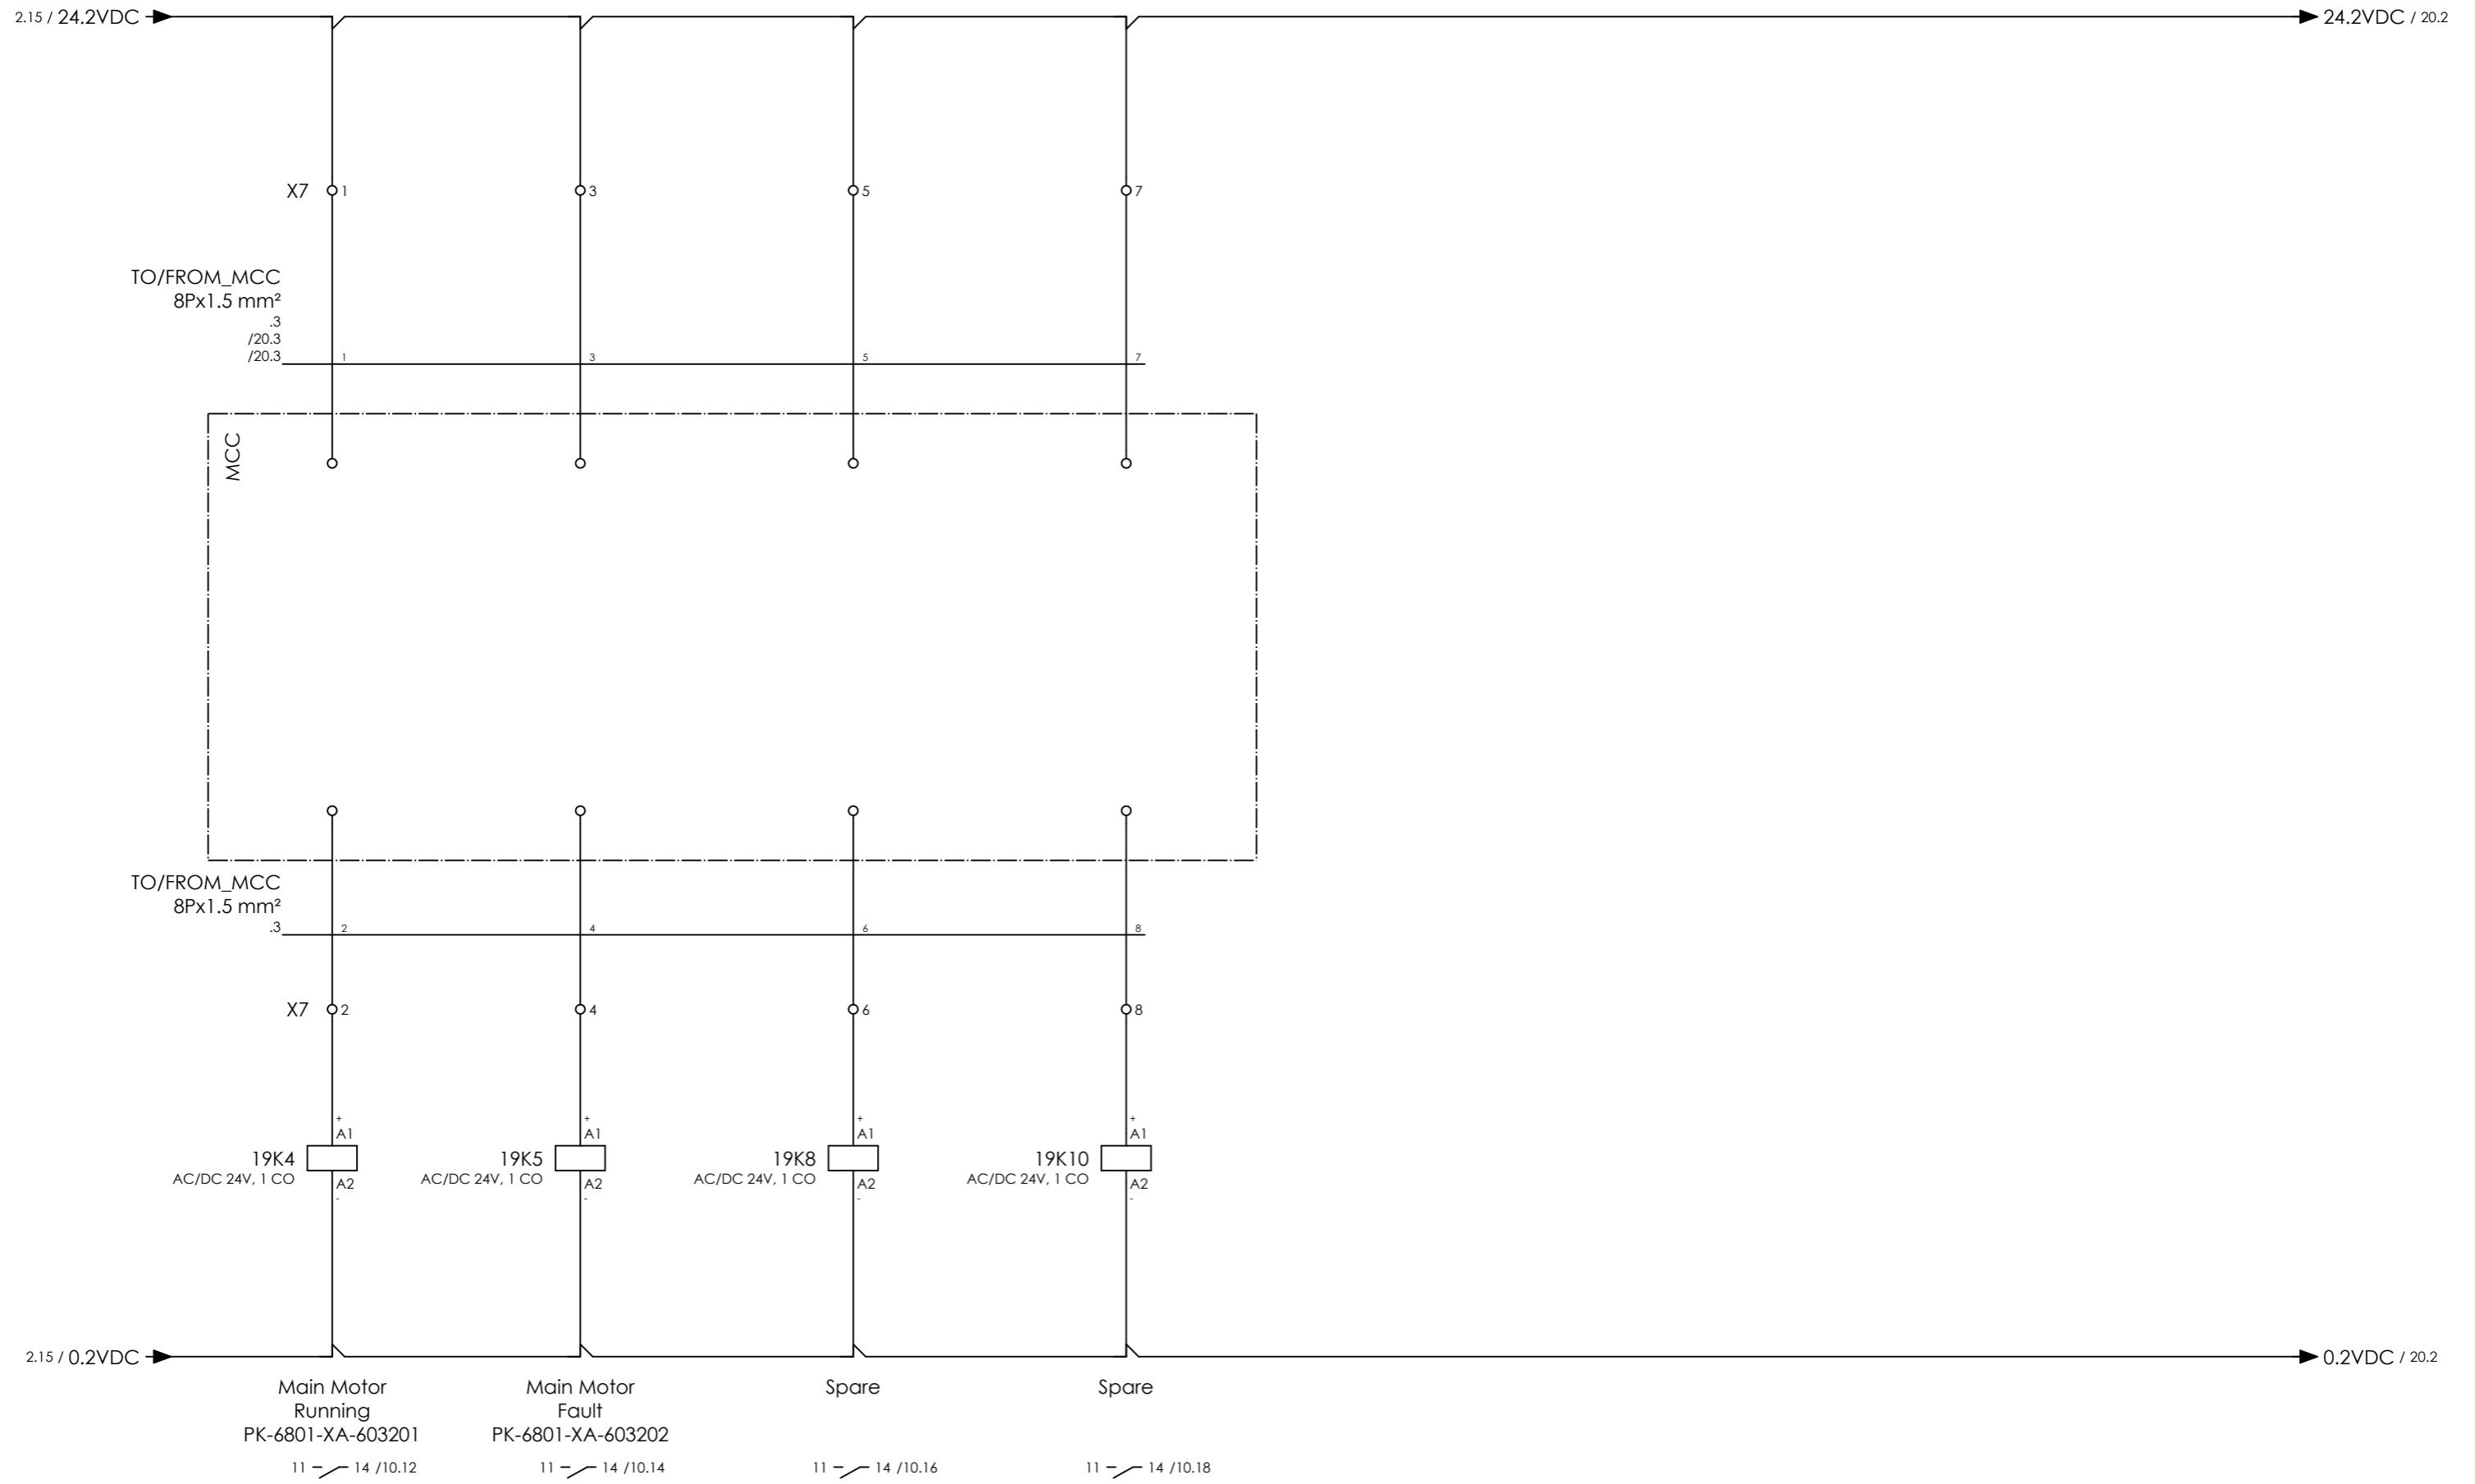 2.15 / 24.2VDC
24.2VDC / 20.2
X7 1 3 5 7
TO/FROM_MCC
8Px1.5 mm²
.3
/20.3
/20.3
1 3 5 7
MCC
TO/FROM_MCC
8Px1.5 mm²
.3
2 4 6 8
X7 2 4 6 8
+ + + +
A1 A1 A1 A1
19K4 19K5 19K8 19K10
AC/DC 24V, 1 CO AC/DC 24V, 1 CO AC/DC 24V, 1 CO AC/DC 24V, 1 CO
A2 A2 A2 A2
- - - -
2.15 / 0.2VDC
0.2VDC / 20.2
Main Motor
Running
PK-6801-XA-603201
Main Motor
Fault
PK-6801-XA-603202
Spare
Spare
11 14 /10.12
11 14 /10.14
11 14 /10.16
11 14 /10.18